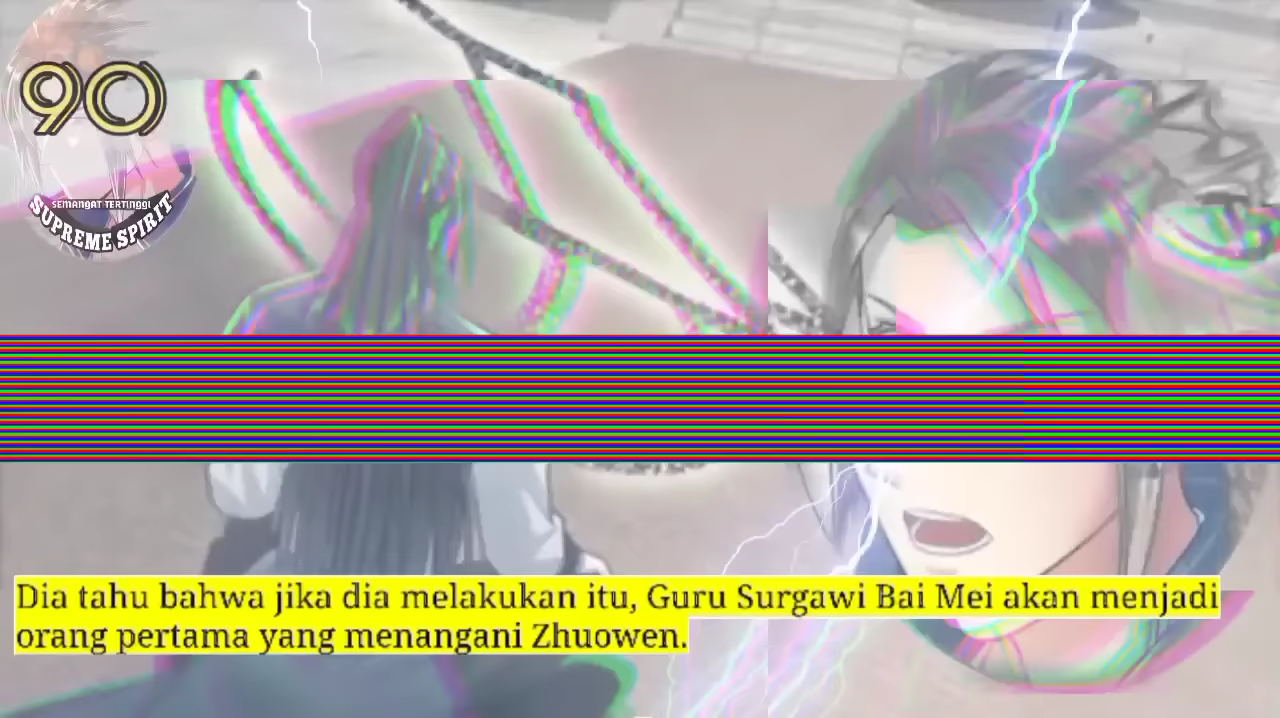 90
SEMANGAT TERTINGGI
SUPREME SPIRIT
Dia tahu bahwa jika dia melakukan itu, Guru Surgawi Bai Mei akan menjadi
orang pertama yang menangani Zhuowen.